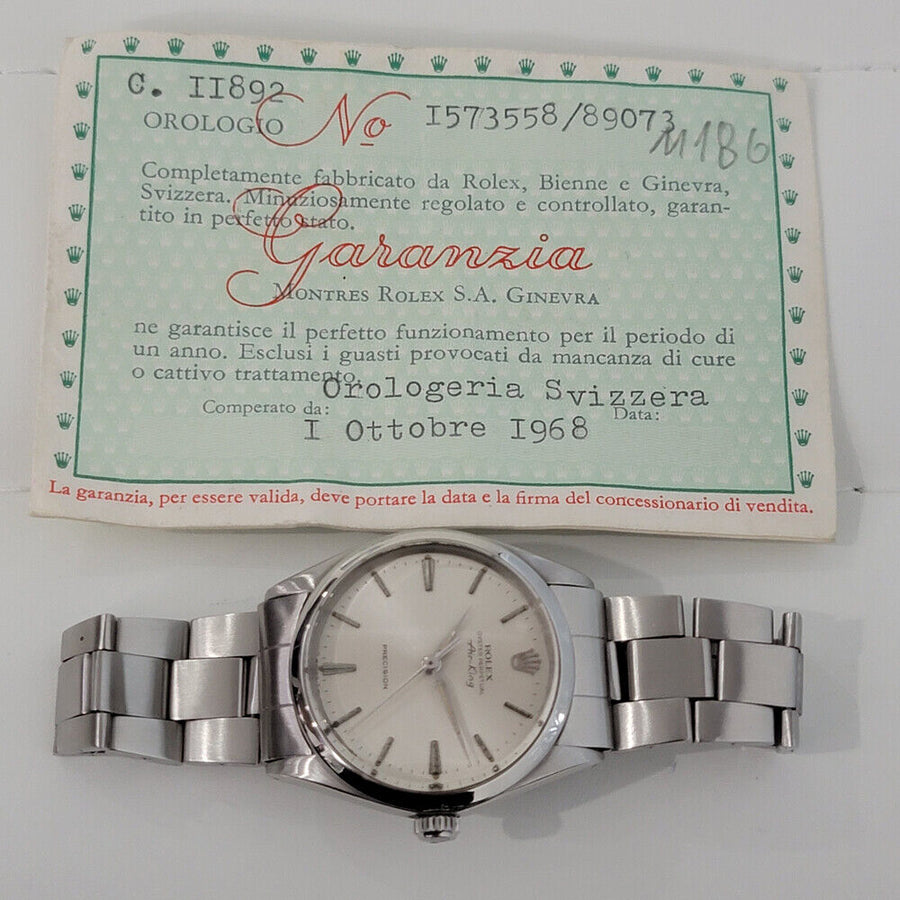 C. II892
OROLOGIO No I573558/89073
M186
Completamente fabbricato da Rolex, Bienne e Ginevra,
Svizzera. Minuziosamente regolato e controllato, garan-
tito in perfetto stato.
Garanzia
MONTRES ROLEX S.A. GINEVRA
ne garantisce il perfetto funzionamento per il periodo di
un anno. Esclusi i guasti provocati da mancanza di cure
o cattivo trattamento.
Orologeria Svizzera
Comperato da: Data:
I Ottobre I968
La garanzia, per essere valida, deve portare la data e la firma del concessionario di vendita.
ROLEX
OYSTER PERPETUAL
Air-King
PRECISION